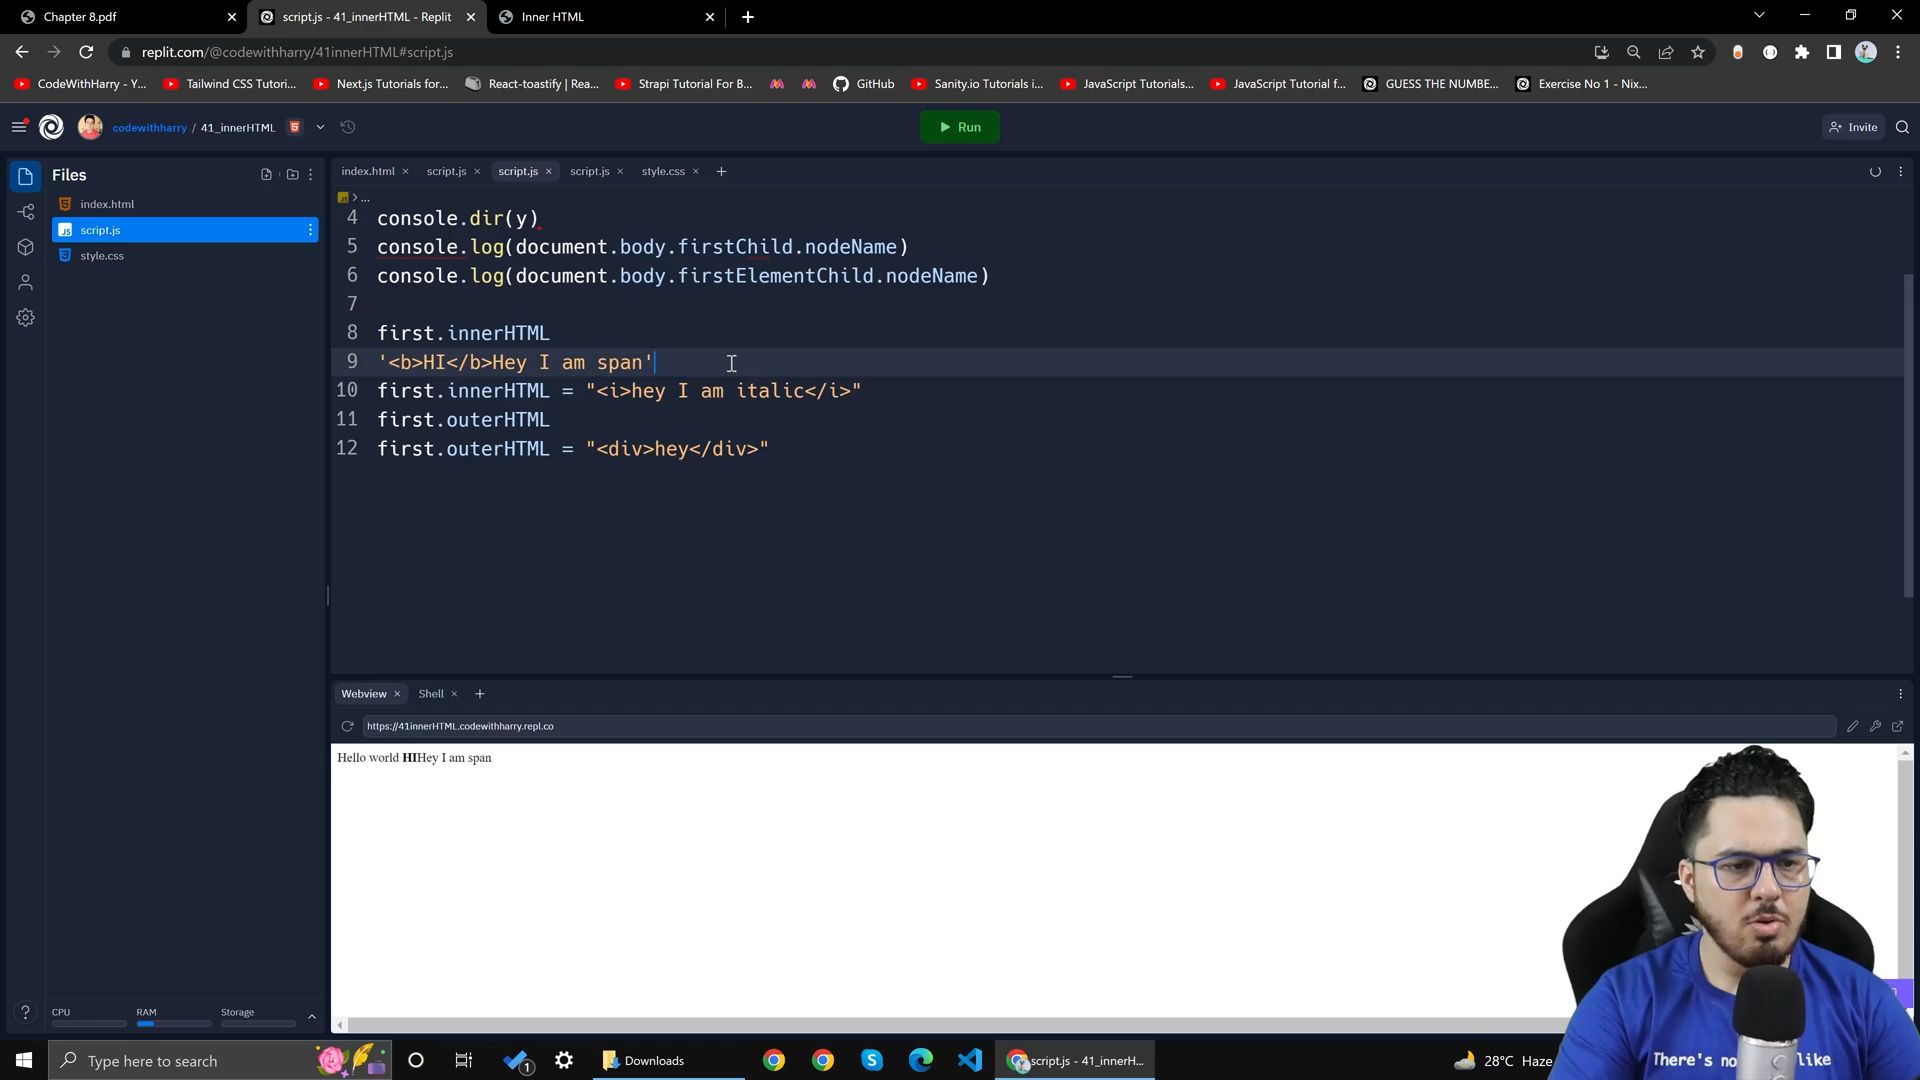 Chapter 8.pdf
script.js - 41_innerHTML - Replit
Inner HTML
replit.com/@codewithharry/41innerHTML#script.js
CodeWithHarry - Y...
Tailwind CSS Tutori...
Next.js Tutorials for...
React-toastify | Rea...
Strapi Tutorial For B...
GitHub
Sanity.io Tutorials i...
JavaScript Tutorials...
JavaScript Tutorial f...
GUESS THE NUMBE...
Exercise No 1 - Nix...
codewithharry / 41_innerHTML
Run
Invite
Files
index.html
script.js
style.css
index.html
script.js
script.js
script.js
style.css
JS > ...
4 console.dir(y)
5 console.log(document.body.firstChild.nodeName)
6 console.log(document.body.firstElementChild.nodeName)
7
8 first.innerHTML
9 '<b>HI</b>Hey I am span'
10 first.innerHTML = "<i>hey I am italic</i>"
11 first.outerHTML
12 first.outerHTML = "<div>hey</div>"
Webview
Shell
https://41innerHTML.codewithharry.repl.co
Hello world HIHey I am span
CPU
RAM
Storage
Type here to search
1
Downloads
script.js - 41_innerH...
28°C Haze
There's no
like